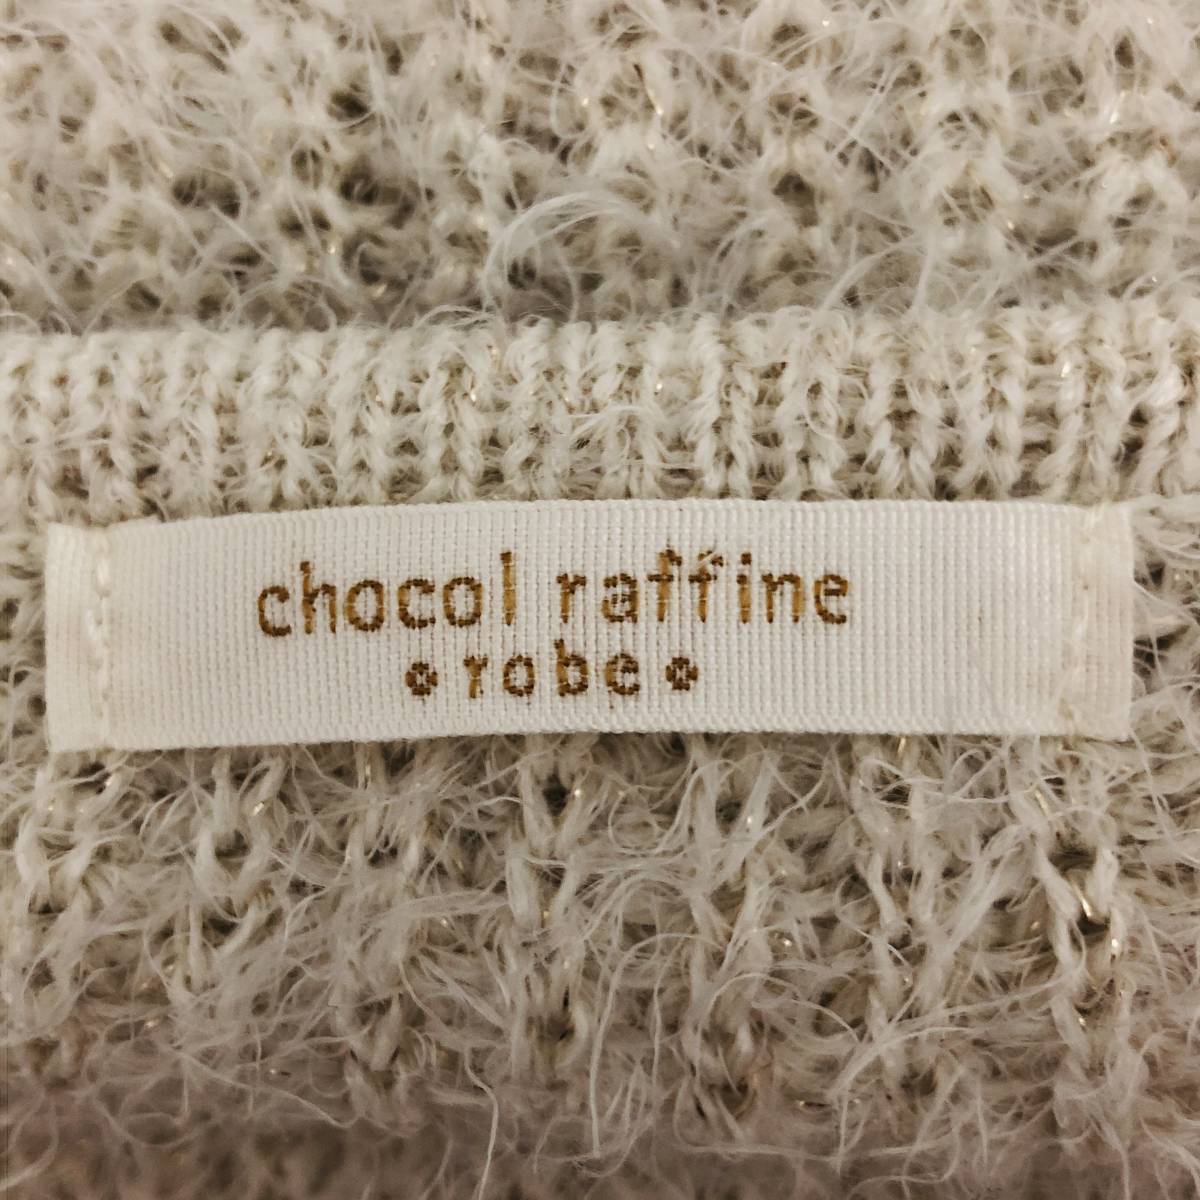 chocol raffine
robe